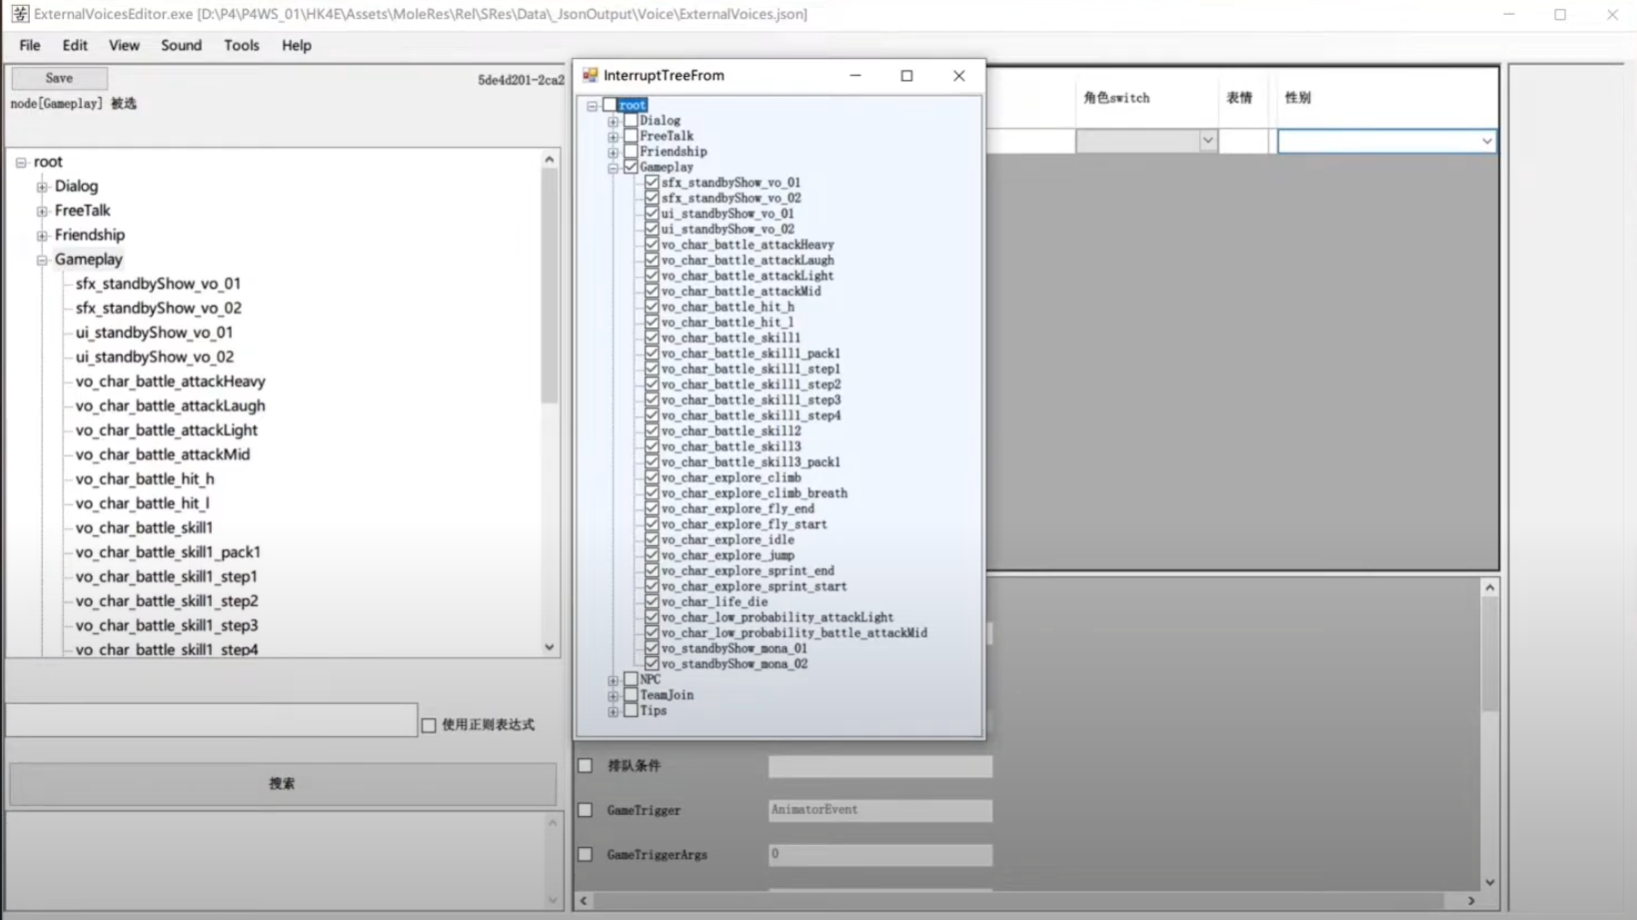 ExternalVoicesEditor.exe [D:\P4\P4WS_01\HK4E\Assets\MoleRes\Rel\SRes\Data\_JsonOutput\Voice\ExternalVoices.json]
File Edit View Sound Tools Help
Save
5de4d201-2ca2
node[Gameplay] 被选
root
Dialog
FreeTalk
Friendship
Gameplay
sfx_standbyShow_vo_01
sfx_standbyShow_vo_02
ui_standbyShow_vo_01
ui_standbyShow_vo_02
vo_char_battle_attackHeavy
vo_char_battle_attackLaugh
vo_char_battle_attackLight
vo_char_battle_attackMid
vo_char_battle_hit_h
vo_char_battle_hit_l
vo_char_battle_skill1
vo_char_battle_skill1_pack1
vo_char_battle_skill1_step1
vo_char_battle_skill1_step2
vo_char_battle_skill1_step3
vo_char_battle_skill1_step4
使用正则表达式
搜索
InterruptTreeFrom
root
Dialog
FreeTalk
Friendship
Gameplay
sfx_standbyShow_vo_01
sfx_standbyShow_vo_02
ui_standbyShow_vo_01
ui_standbyShow_vo_02
vo_char_battle_attackHeavy
vo_char_battle_attackLaugh
vo_char_battle_attackLight
vo_char_battle_attackMid
vo_char_battle_hit_h
vo_char_battle_hit_l
vo_char_battle_skill1
vo_char_battle_skill1_pack1
vo_char_battle_skill1_step1
vo_char_battle_skill1_step2
vo_char_battle_skill1_step3
vo_char_battle_skill1_step4
vo_char_battle_skill2
vo_char_battle_skill3
vo_char_battle_skill3_pack1
vo_char_explore_climb
vo_char_explore_climb_breath
vo_char_explore_fly_end
vo_char_explore_fly_start
vo_char_explore_idle
vo_char_explore_jump
vo_char_explore_sprint_end
vo_char_explore_sprint_start
vo_char_life_die
vo_char_low_probability_attackLight
vo_char_low_probability_battle_attackMid
vo_standbyShow_mona_01
vo_standbyShow_mona_02
NPC
TeamJoin
Tips
角色switch 表情 性别
排队条件
GameTrigger AnimatorEvent
GameTriggerArgs 0